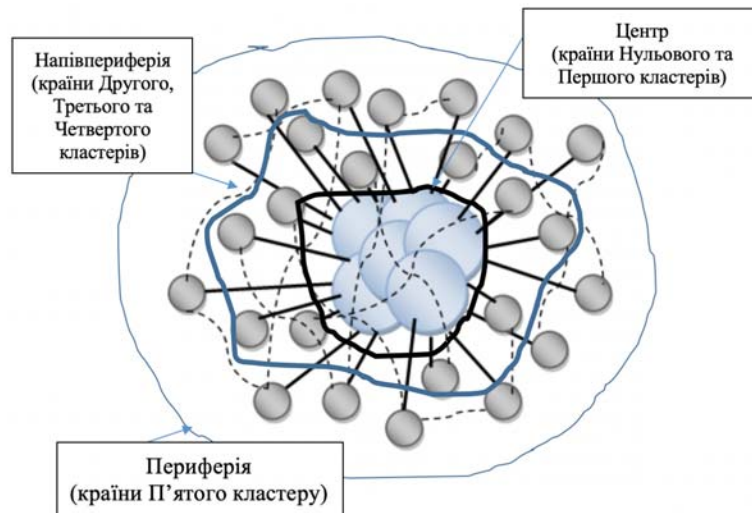 Напівпериферія
(країни Другого,
Третього та
Четвертого
кластерів)
Центр
(країни Нульового та
Першого кластерів)
Периферія
(країни П’ятого кластеру)